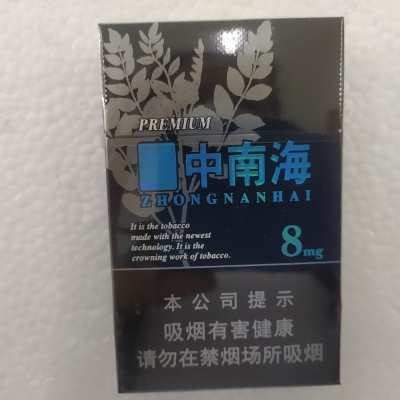 PREMIUM
中南海
ZHONGNANHAI
It is the tobacco
made with the newest
technology. It is the
crowning work of tobacco.
8mg
本公司提示
吸烟有害健康
请勿在禁烟场所吸烟